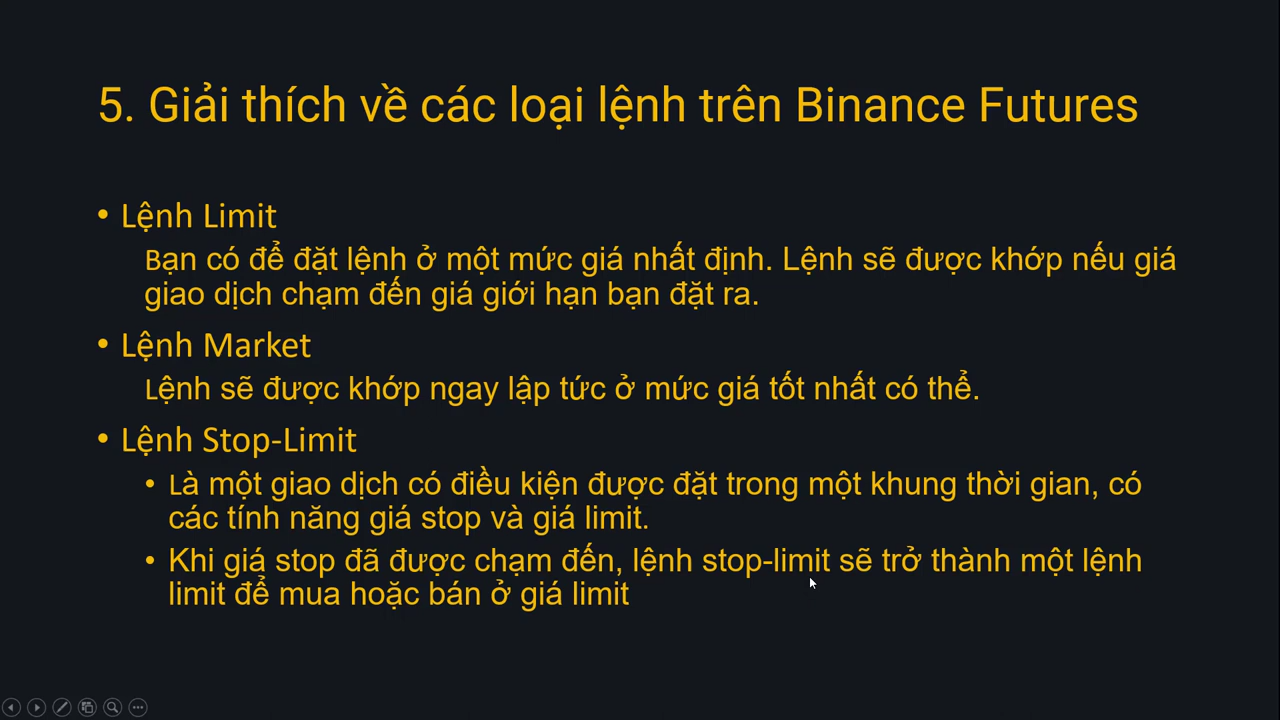 5. Giải thích về các loại lệnh trên Binance Futures
• Lệnh Limit
Bạn có để đặt lệnh ở một mức giá nhất định. Lệnh sẽ được khớp nếu giá
giao dịch chạm đến giá giới hạn bạn đặt ra.
• Lệnh Market
Lệnh sẽ được khớp ngay lập tức ở mức giá tốt nhất có thể.
• Lệnh Stop-Limit
• Là một giao dịch có điều kiện được đặt trong một khung thời gian, có
các tính năng giá stop và giá limit.
• Khi giá stop đã được chạm đến, lệnh stop-limit sẽ trở thành một lệnh
limit để mua hoặc bán ở giá limit